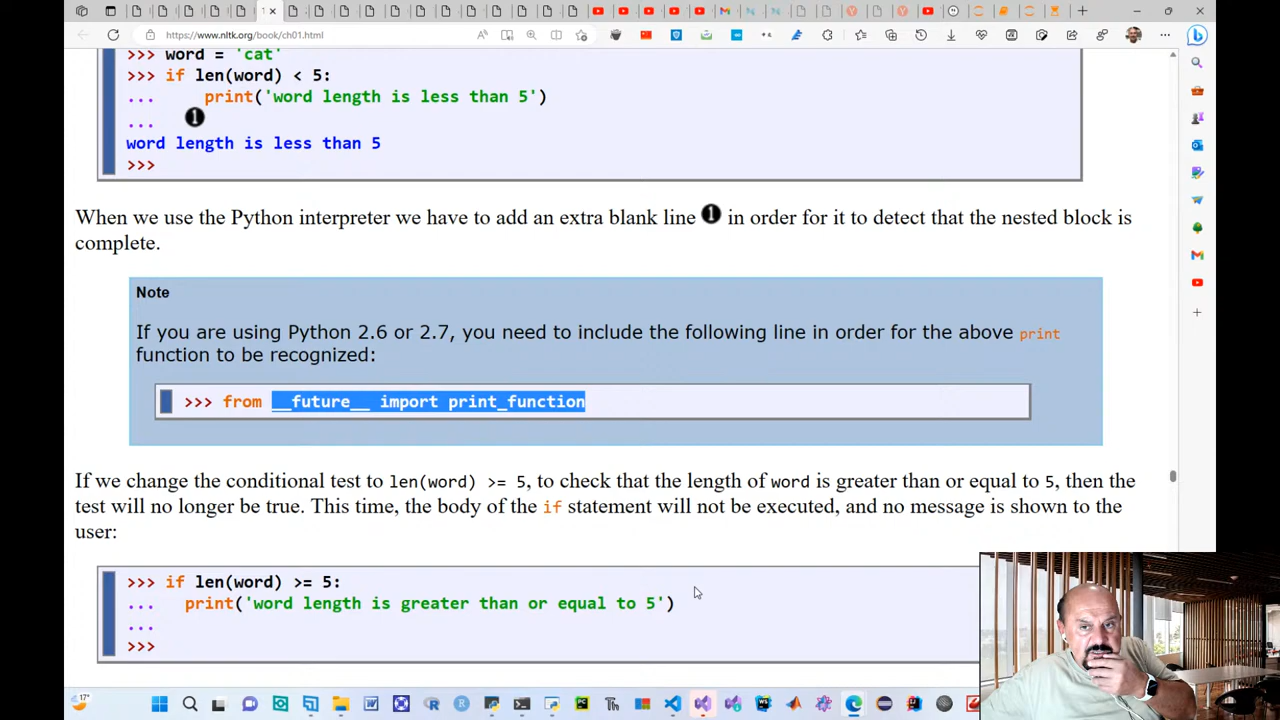 https://www.nltk.org/book/ch01.html
>>> word = 'cat'
>>> if len(word) < 5:
...     print('word length is less than 5')
... ❶
word length is less than 5
>>>
When we use the Python interpreter we have to add an extra blank line ❶ in order for it to detect that the nested block is
complete.
Note
If you are using Python 2.6 or 2.7, you need to include the following line in order for the above print
function to be recognized:
>>> from __future__ import print_function
If we change the conditional test to len(word) >= 5, to check that the length of word is greater than or equal to 5, then the
test will no longer be true. This time, the body of the if statement will not be executed, and no message is shown to the
user:
>>> if len(word) >= 5:
...   print('word length is greater than or equal to 5')
...
>>>
17°